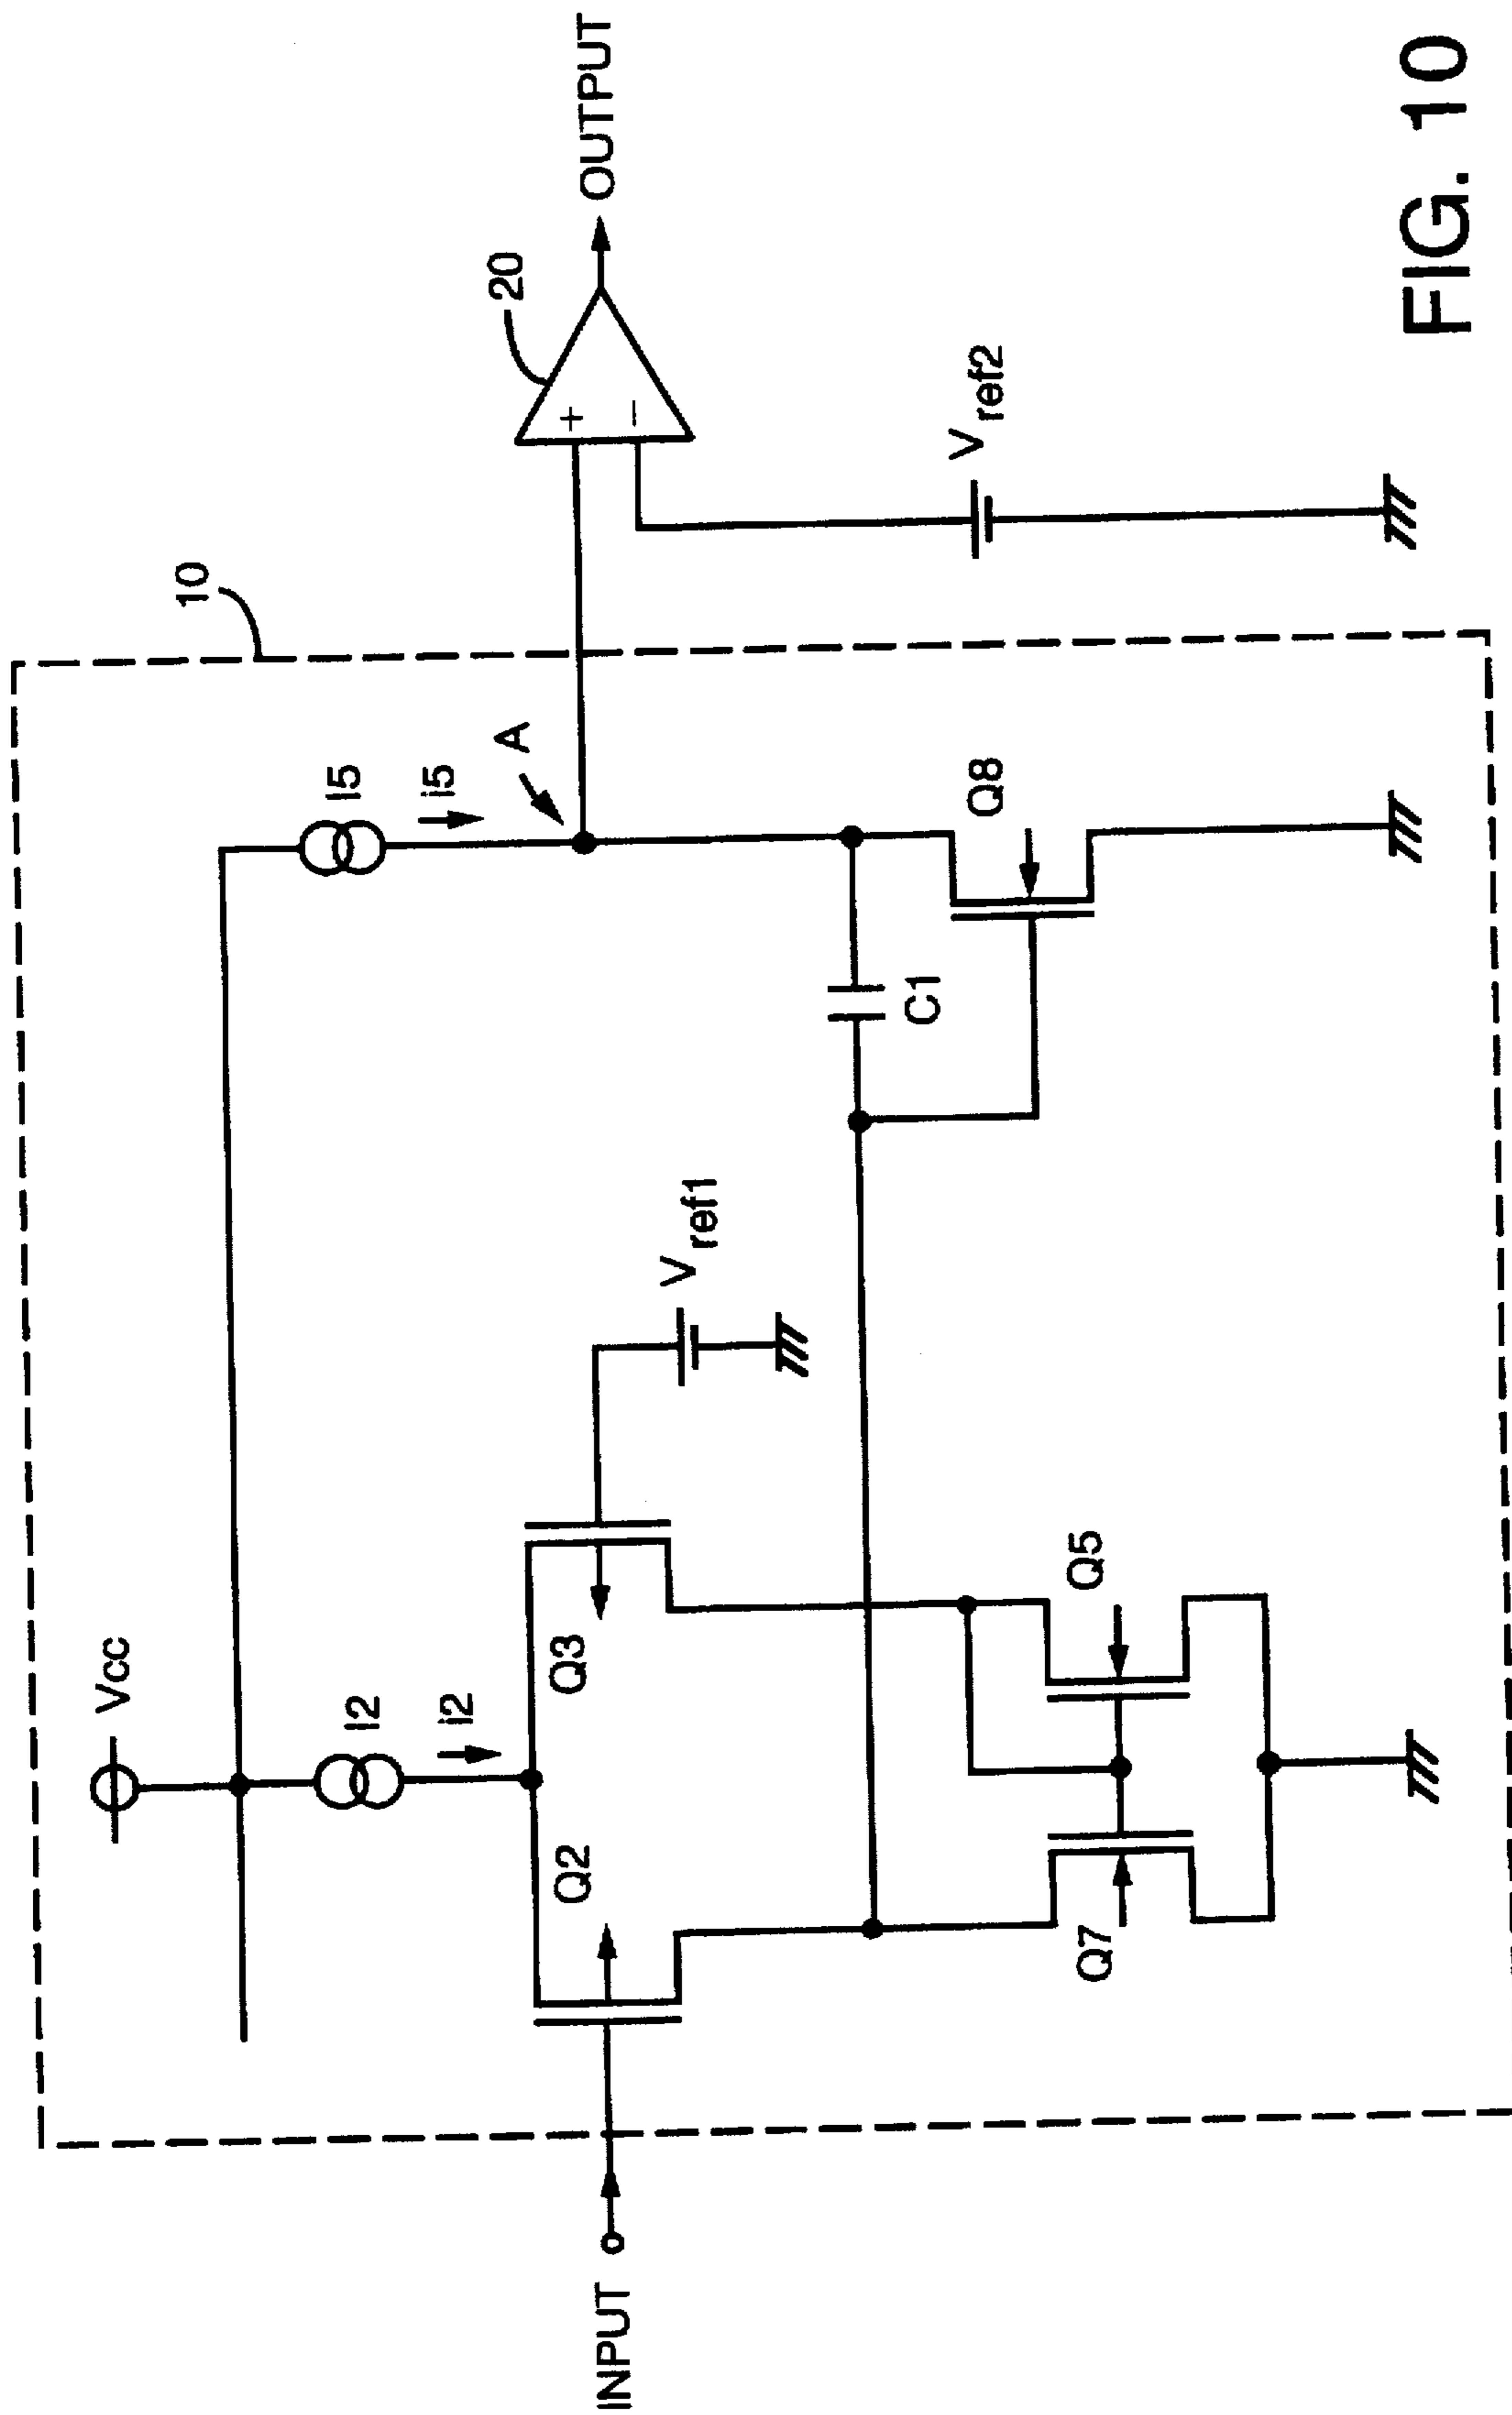 Vcc
I2
i2
I5
i5
A
10
20
+
−
OUTPUT
INPUT
Q2
Q3
V ref1
V ref2
C1
Q8
Q7
Q5
FIG. 10